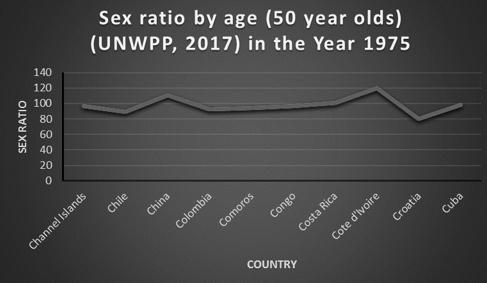 Sex ratio by age (50 year olds)
(UNWPP, 2017) in the Year 1975
140
120
100
80
60
40
20
0
SEX RATIO
Channel Islands
Chile
China
Colombia
Comoros
Congo
Costa Rica
Cote d'Ivoire
Croatia
Cuba
COUNTRY